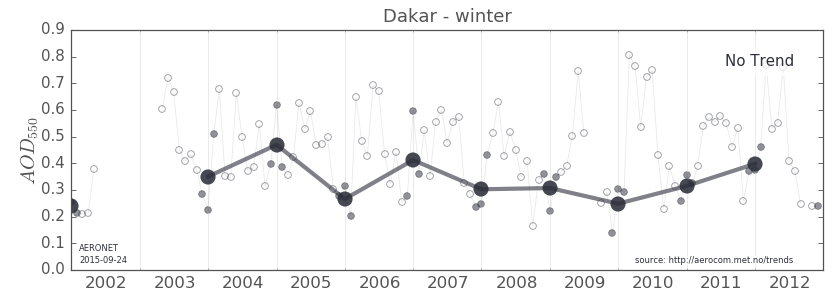 Dakar - winter
0.9
0.8
0.7
0.6
0.5
0.4
0.3
0.2
0.1
0.0
AOD550
No Trend
AERONET
2015-09-24
source: http://aerocom.met.no/trends
2002 2003 2004 2005 2006 2007 2008 2009 2010 2011 2012